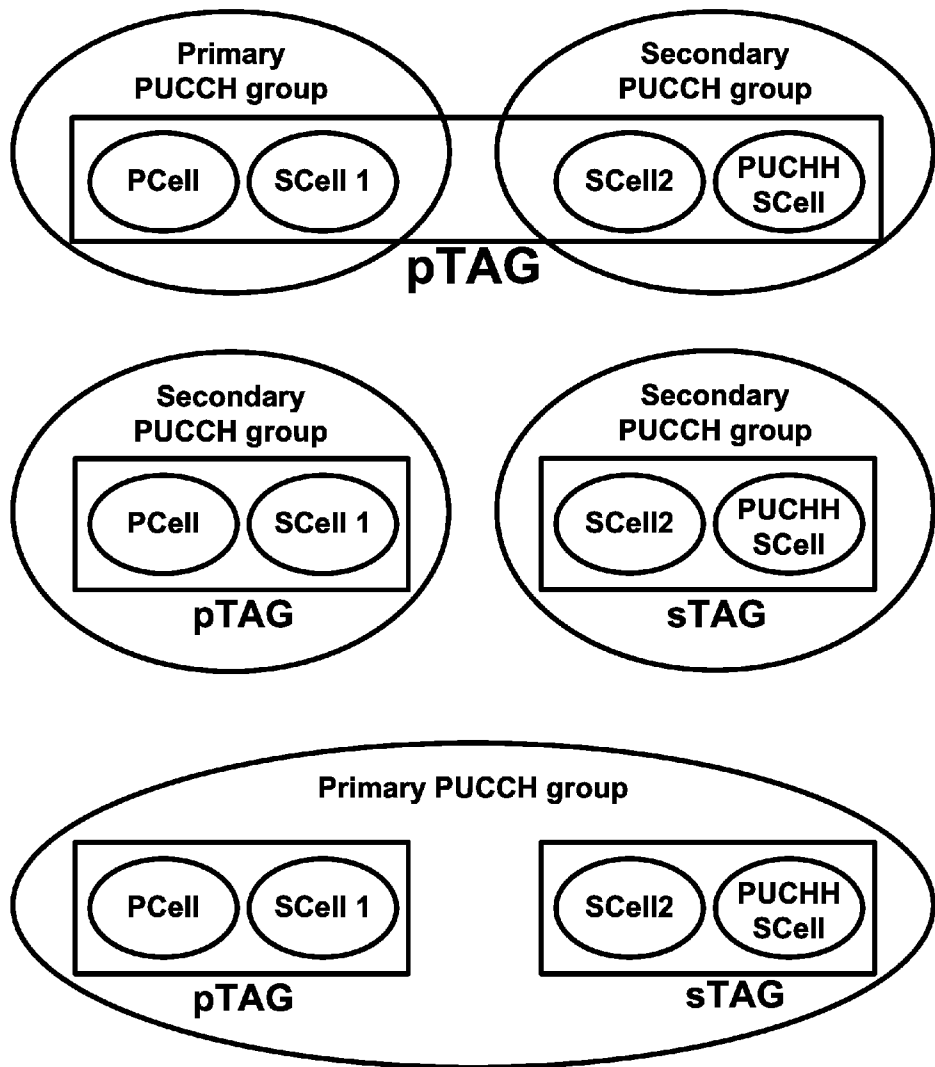 Primary
PUCCH group
Secondary
PUCCH group
PCell
SCell 1
SCell2
PUCHH
SCell
pTAG
Secondary
PUCCH group
Secondary
PUCCH group
PCell
SCell 1
SCell2
PUCHH
SCell
pTAG
sTAG
Primary PUCCH group
PCell
SCell 1
SCell2
PUCHH
SCell
pTAG
sTAG